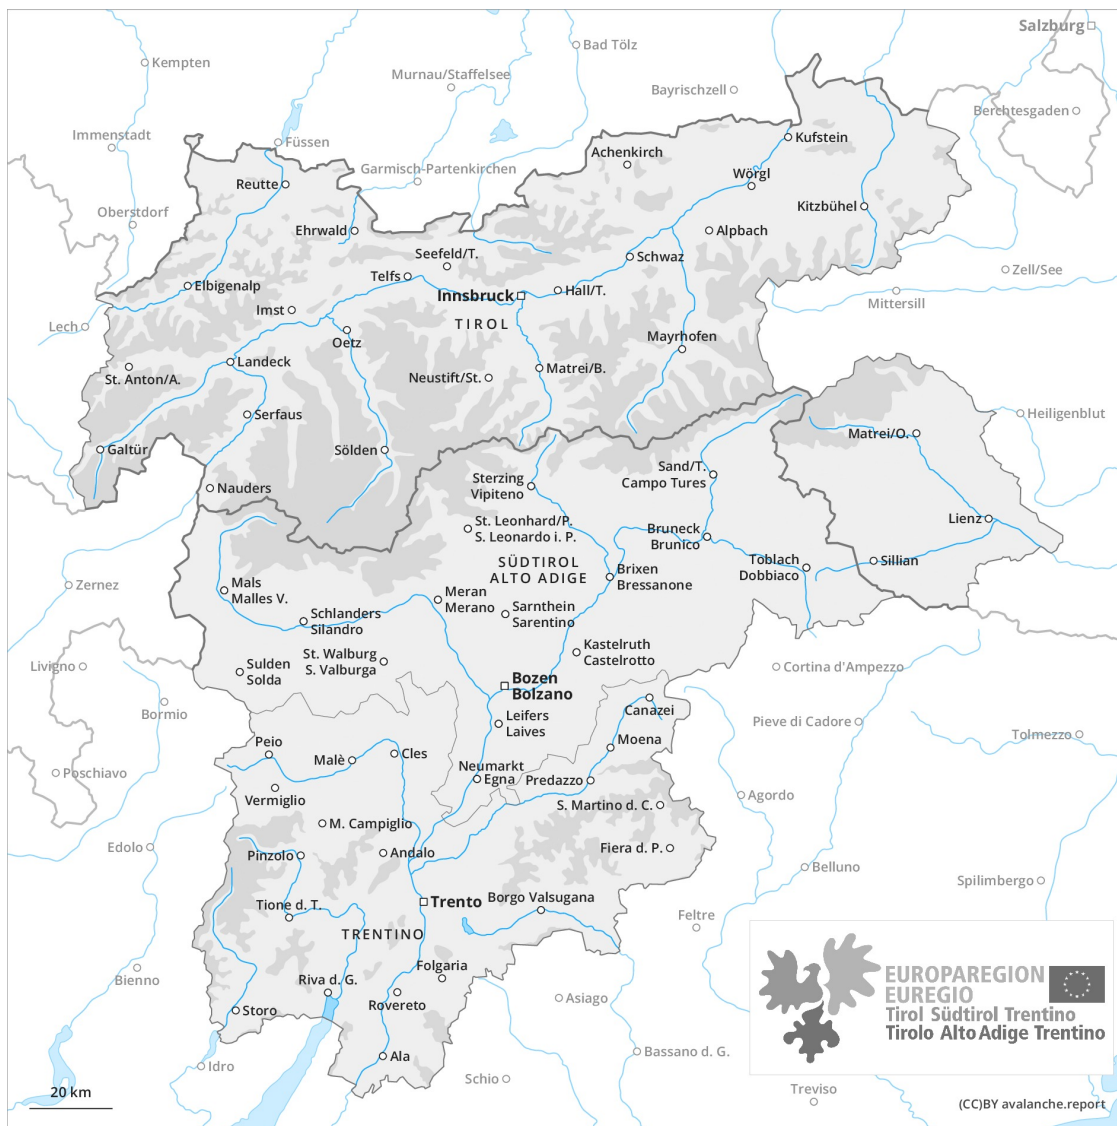 Salzburg
Bad Tölz
Kempten
Murnau/Staffelsee
Bayrischzell
Berchtesgaden
Immenstadt
Füssen
Kufstein
Achenkirch
Garmisch-Partenkirchen
Wörgl
Reutte
Kitzbühel
Oberstdorf
Ehrwald
Alpbach
Seefeld/T.
Schwaz
Zell/See
Telfs
Elbigenalp
Innsbruck
Hall/T.
Mittersill
Imst
TIROL
Lech
Oetz
Mayrhofen
Landeck
St. Anton/A.
Neustift/St.
Matrei/B.
Serfaus
Heiligenblut
Matrei/O.
Galtür
Sölden
Sand/T.
Campo Tures
Sterzing
Vipiteno
Nauders
St. Leonhard/P.
S. Leonardo i. P.
Lienz
Bruneck
Brunico
SÜDTIROL
ALTO ADIGE
Toblach
Dobbiaco
Sillian
Brixen
Bressanone
Zernez
Mals
Malles V.
Meran
Merano
Schlanders
Silandro
Sarnthein
Sarentino
Kastelruth
Castelrotto
St. Walburg
S. Valburga
Livigno
Sulden
Solda
Cortina d'Ampezzo
Bozen
Bolzano
Bormio
Canazei
Leifers
Laives
Pieve di Cadore
Tolmezzo
Peio
Malè
Cles
Moena
Poschiavo
Neumarkt
Egna
Predazzo
Vermiglio
Agordo
S. Martino d. C.
M. Campiglio
Edolo
Pinzolo
Andalo
Fiera d. P.
Belluno
Spilimbergo
Tione d. T.
Trento
Borgo Valsugana
Feltre
TRENTINO
Bienno
Folgaria
Riva d. G.
Rovereto
Asiago
Storo
EUROPAREGION
EUREGIO
Tirol Südtirol Trentino
Tirolo Alto Adige Trentino
Ala
Bassano d. G.
Idro
Schio
Treviso
20 km
(CC)BY avalanche.report